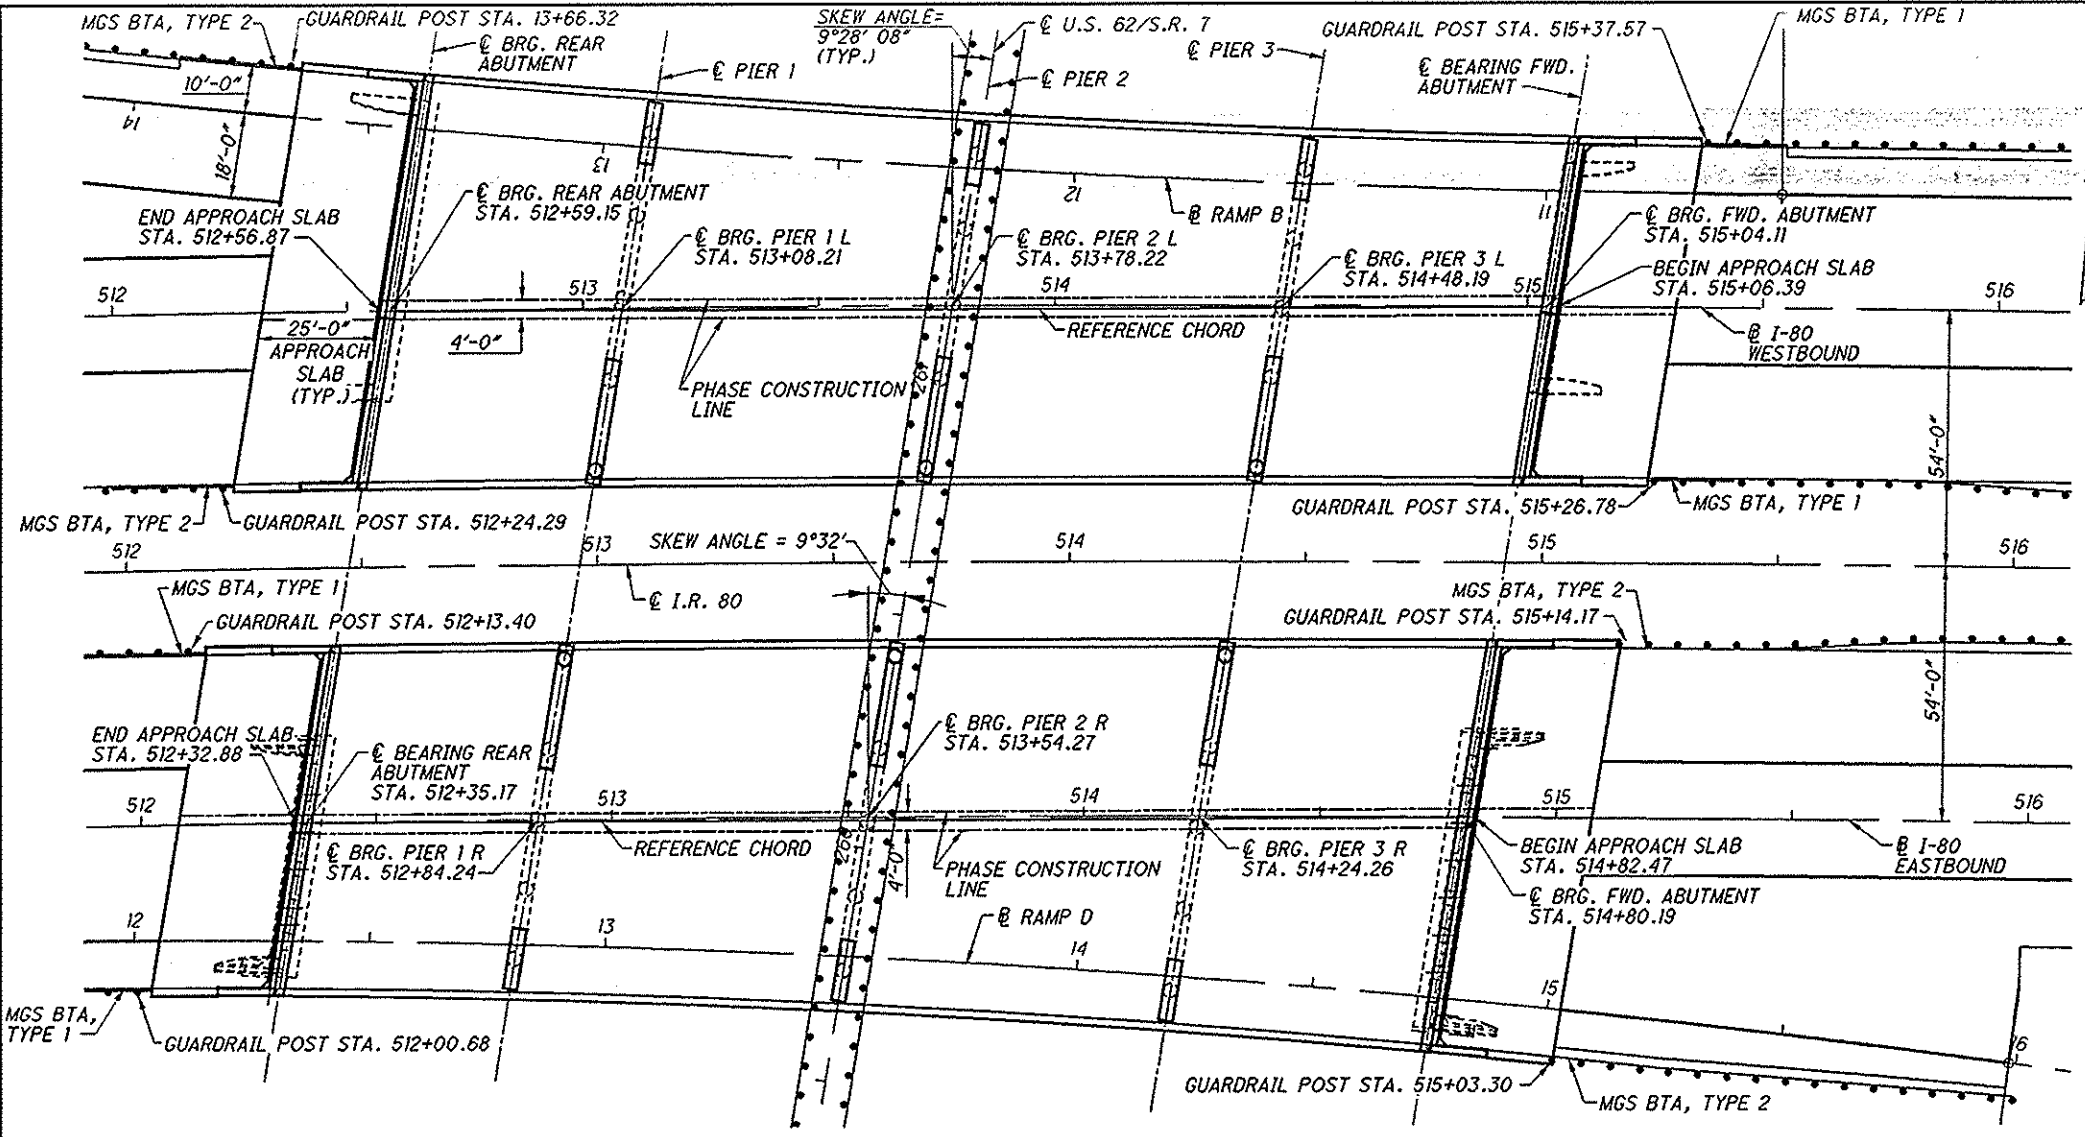 MGS BTA, TYPE 2
GUARDRAIL POST STA. 13+66.32
℄ BRG. REAR
ABUTMENT
℄ PIER 1
SKEW ANGLE=
9°28' 08"
(TYP.)
℄ U.S. 62/S.R. 7
℄ PIER 2
℄ PIER 3
GUARDRAIL POST STA. 515+37.57
℄ BEARING FWD.
ABUTMENT
MGS BTA, TYPE 1
10'-0"
18'-0"
14
13
12
11
℄ BRG. REAR ABUTMENT
STA. 512+59.15
END APPROACH SLAB
STA. 512+56.87
℄ BRG. PIER 1 L
STA. 513+08.21
℄ BRG. PIER 2 L
STA. 513+78.22
B RAMP B
℄ BRG. PIER 3 L
STA. 514+48.19
℄ BRG. FWD. ABUTMENT
STA. 515+04.11
BEGIN APPROACH SLAB
STA. 515+06.39
512
513
514
515
516
25'-0"
APPROACH
SLAB
(TYP.)
4'-0"
REFERENCE CHORD
PHASE CONSTRUCTION
LINE
B I-80
WESTBOUND
54'-0"
MGS BTA, TYPE 2
GUARDRAIL POST STA. 512+24.29
GUARDRAIL POST STA. 515+26.78
MGS BTA, TYPE 1
512
513
SKEW ANGLE = 9°32'
514
515
516
MGS BTA, TYPE 1
GUARDRAIL POST STA. 512+13.40
℄ I.R. 80
MGS BTA, TYPE 2
GUARDRAIL POST STA. 515+14.17
54'-0"
END APPROACH SLAB
STA. 512+32.88
℄ BEARING REAR
ABUTMENT
STA. 512+35.17
℄ BRG. PIER 2 R
STA. 513+54.27
512
513
514
515
516
℄ BRG. PIER 1 R
STA. 512+84.24
REFERENCE CHORD
4'-0"
PHASE CONSTRUCTION
LINE
℄ BRG. PIER 3 R
STA. 514+24.26
BEGIN APPROACH SLAB
STA. 514+82.47
B I-80
EASTBOUND
℄ BRG. FWD. ABUTMENT
STA. 514+80.19
12
13
B RAMP D
14
15
16
MGS BTA,
TYPE 1
GUARDRAIL POST STA. 512+00.68
GUARDRAIL POST STA. 515+03.30
MGS BTA, TYPE 2